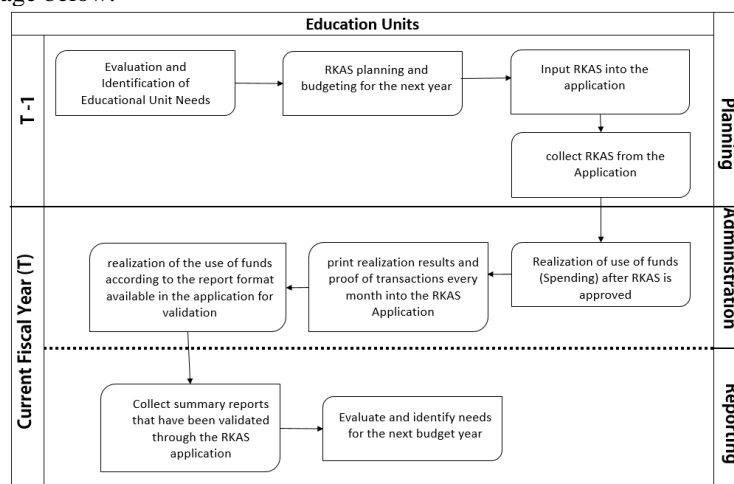 Education Units
T -1
Planning
Evaluation and
Identification of
Educational Unit Needs
RKAS planning and
budgeting for the next year
Input RKAS into the
application
collect RKAS from the
Application
Current Fiscal Year (T)
Administration
realization of the use of funds
according to the report format
available in the application for
validation
print realization results and
proof of transactions every
month into the RKAS
Application
Realization of use of funds
(Spending) after RKAS is
approved
Reporting
Collect summary reports
that have been validated
through the RKAS
application
Evaluate and identify needs
for the next budget year